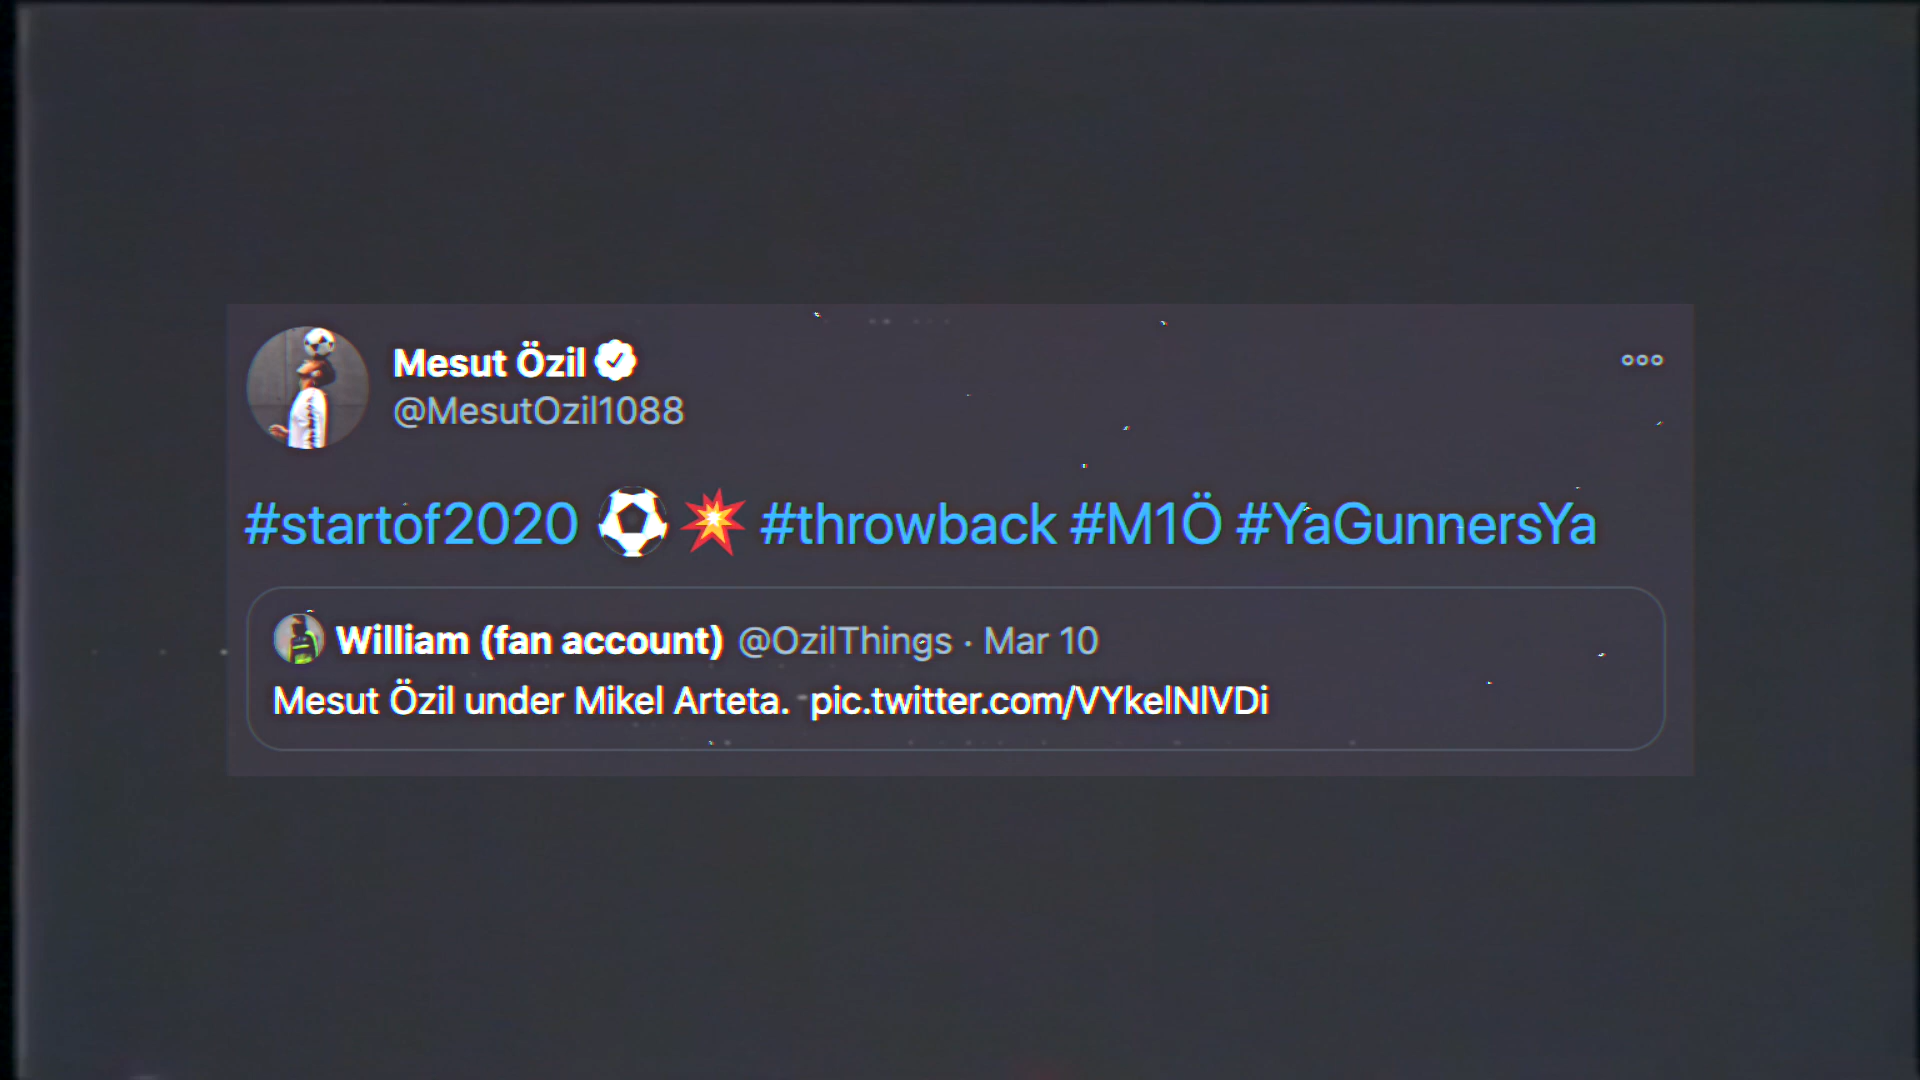 Mesut Özil
@MesutOzil1088
#startof2020 ⚽💥 #throwback #M1Ö #YaGunnersYa
William (fan account) @OzilThings · Mar 10
Mesut Özil under Mikel Arteta. pic.twitter.com/VYkelNlVDi